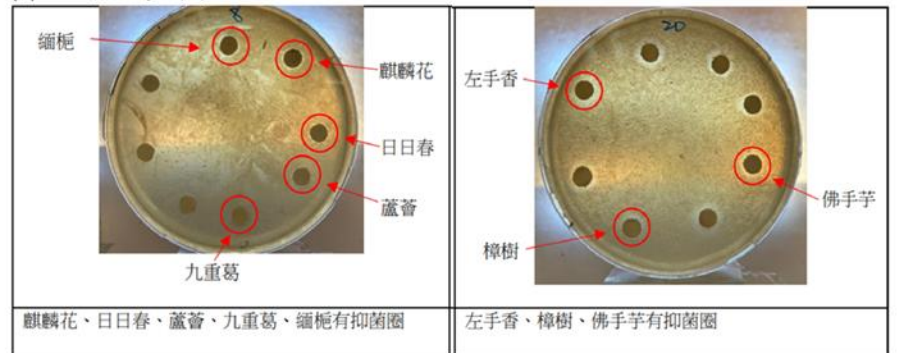 8
緬梔
麒麟花
日日春
蘆薈
九重葛
麒麟花、日日春、蘆薈、九重葛、緬梔有抑菌圈
20
左手香
佛手芋
樟樹
左手香、樟樹、佛手芋有抑菌圈